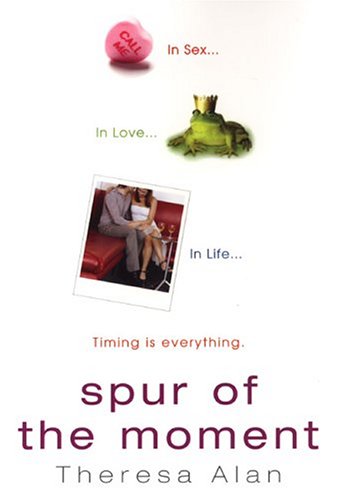 CALL
ME
In Sex...
In Love...
In Life...
Timing is everything.
spur of
the moment
Theresa Alan